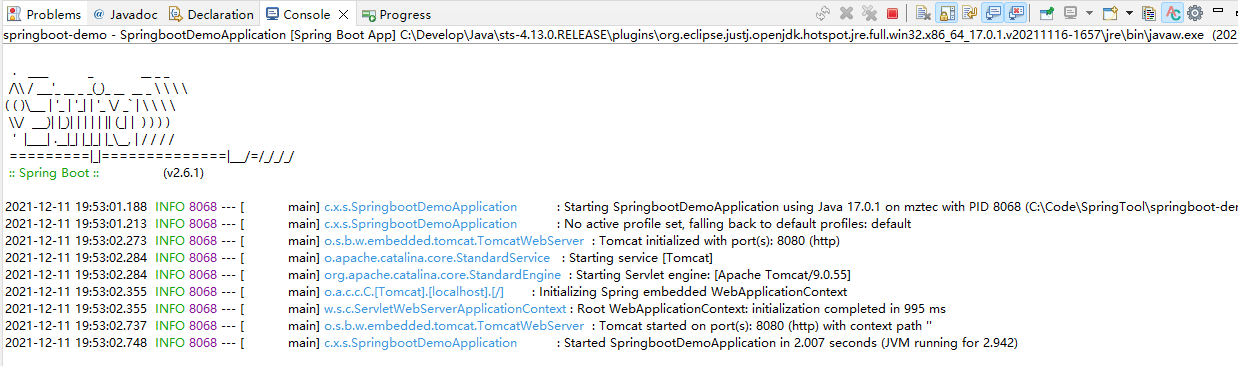 Problems @ Javadoc Declaration Console Progress
springboot-demo - SpringbootDemoApplication [Spring Boot App] C:\Develop\Java\sts-4.13.0.RELEASE\plugins\org.eclipse.justj.openjdk.hotspot.jre.full.win32.x86_64_17.0.1.v20211116-1657\jre\bin\javaw.exe (202
:: Spring Boot :: (v2.6.1)
2021-12-11 19:53:01.188 INFO 8068 --- [ main] c.x.s.SpringbootDemoApplication : Starting SpringbootDemoApplication using Java 17.0.1 on mztec with PID 8068 (C:\Code\SpringTool\springboot-de
2021-12-11 19:53:01.213 INFO 8068 --- [ main] c.x.s.SpringbootDemoApplication : No active profile set, falling back to default profiles: default
2021-12-11 19:53:02.273 INFO 8068 --- [ main] o.s.b.w.embedded.tomcat.TomcatWebServer : Tomcat initialized with port(s): 8080 (http)
2021-12-11 19:53:02.284 INFO 8068 --- [ main] o.apache.catalina.core.StandardService : Starting service [Tomcat]
2021-12-11 19:53:02.284 INFO 8068 --- [ main] org.apache.catalina.core.StandardEngine : Starting Servlet engine: [Apache Tomcat/9.0.55]
2021-12-11 19:53:02.355 INFO 8068 --- [ main] o.a.c.c.C.[Tomcat].[localhost].[/] : Initializing Spring embedded WebApplicationContext
2021-12-11 19:53:02.355 INFO 8068 --- [ main] w.s.c.ServletWebServerApplicationContext : Root WebApplicationContext: initialization completed in 995 ms
2021-12-11 19:53:02.737 INFO 8068 --- [ main] o.s.b.w.embedded.tomcat.TomcatWebServer : Tomcat started on port(s): 8080 (http) with context path ''
2021-12-11 19:53:02.748 INFO 8068 --- [ main] c.x.s.SpringbootDemoApplication : Started SpringbootDemoApplication in 2.007 seconds (JVM running for 2.942)